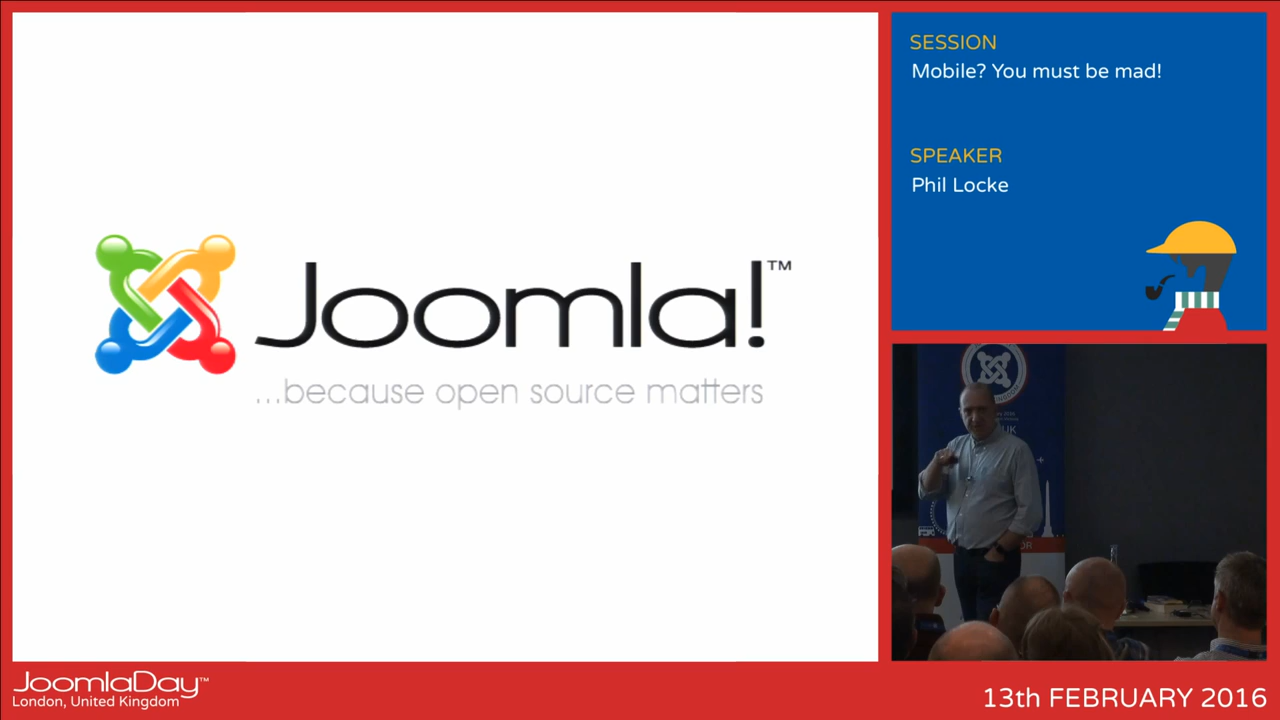 Joomla!™
...because open source matters
SESSION
Mobile? You must be mad!
SPEAKER
Phil Locke
UK
JoomlaDay™
London, United Kingdom
13th FEBRUARY 2016